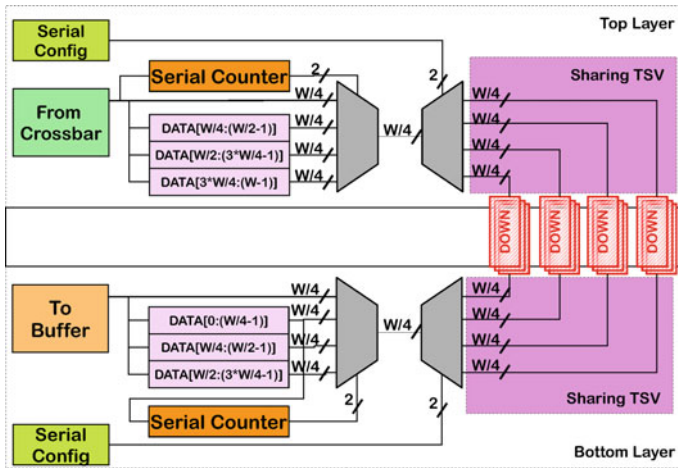 Serial
Config
Top Layer
Serial Counter
2
2
Sharing TSV
From
Crossbar
W/4
W/4
W/4
W/4
W/4
W/4
W/4
W/4
W/4
DATA[W/4:(W/2-1)]
DATA[W/2:(3*W/4-1)]
DATA[3*W/4:(W-1)]
DOWN
DOWN
DOWN
DOWN
To
Buffer
W/4
W/4
W/4
W/4
W/4
W/4
W/4
W/4
W/4
DATA[0:(W/4-1)]
DATA[W/4:(W/2-1)]
DATA[W/2:(3*W/4-1)]
Serial Counter
2
2
Sharing TSV
Serial
Config
Bottom Layer